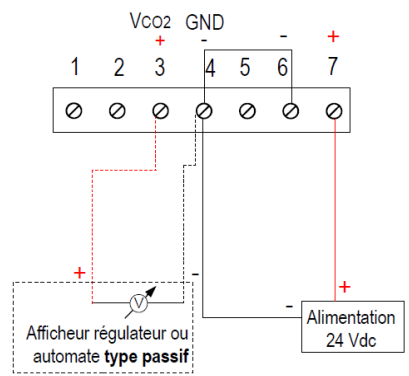 VCO2 GND
+ - - +
1 2 3 4 5 6 7
+ -
V
Afficheur régulateur ou
automate type passif
- +
Alimentation
24 Vdc